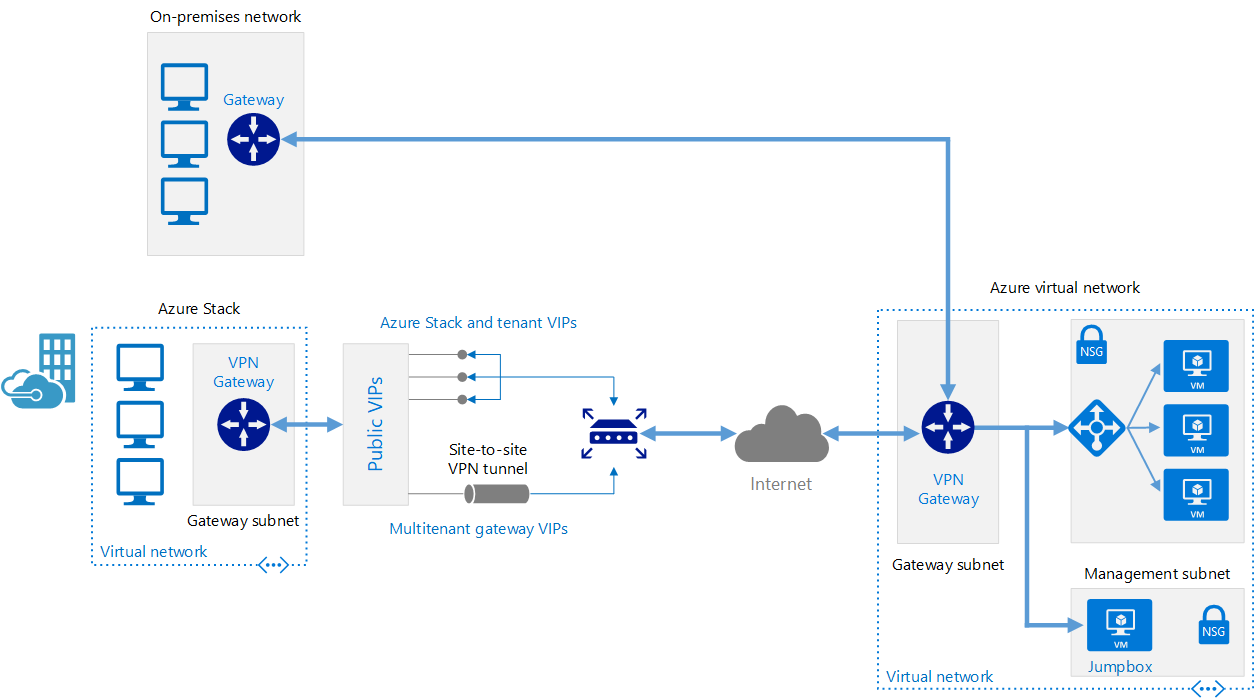 On-premises network
Gateway
Azure Stack
VPN
Gateway
Gateway subnet
Virtual network
Public VIPs
Azure Stack and tenant VIPs
Site-to-site
VPN tunnel
Multitenant gateway VIPs
Internet
Azure virtual network
VPN
Gateway
Gateway subnet
NSG
VM
VM
VM
Management subnet
VM
NSG
Jumpbox
Virtual network